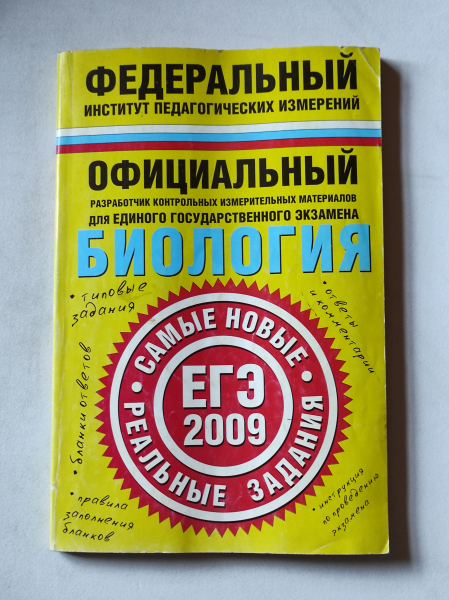 ФЕДЕРАЛЬНЫЙ
ИНСТИТУТ ПЕДАГОГИЧЕСКИХ ИЗМЕРЕНИЙ
ОФИЦИАЛЬНЫЙ
РАЗРАБОТЧИК КОНТРОЛЬНЫХ ИЗМЕРИТЕЛЬНЫХ МАТЕРИАЛОВ
ДЛЯ ЕДИНОГО ГОСУДАРСТВЕННОГО ЭКЗАМЕНА
БИОЛОГИЯ
• типовые
задания
• ответы
и комментарии
• САМЫЕ НОВЫЕ •
ЕГЭ
2009
РЕАЛЬНЫЕ ЗАДАНИЯ
• бланки ответов
• правила
заполнения
бланков
• инструкция
по проведению
экзамена